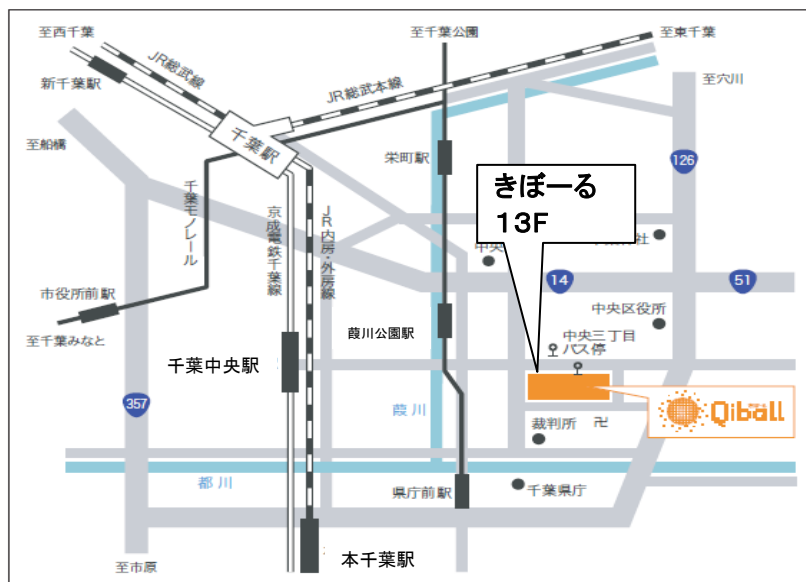 至西千葉
至千葉公園
至東千葉
JR総武線
新千葉駅
JR総武本線
至穴川
至船橋
千葉駅
栄町駅
126
きぼーる
13F
千葉モノレール
京成電鉄千葉線
JR内房・外房線
中央
神社
14
51
市役所前駅
中央区役所
至千葉みなと
葭川公園駅
中央三丁目
バス停
千葉中央駅
357
葭川
Qiball
裁判所
卍
都川
県庁前駅
千葉県庁
本千葉駅
至市原